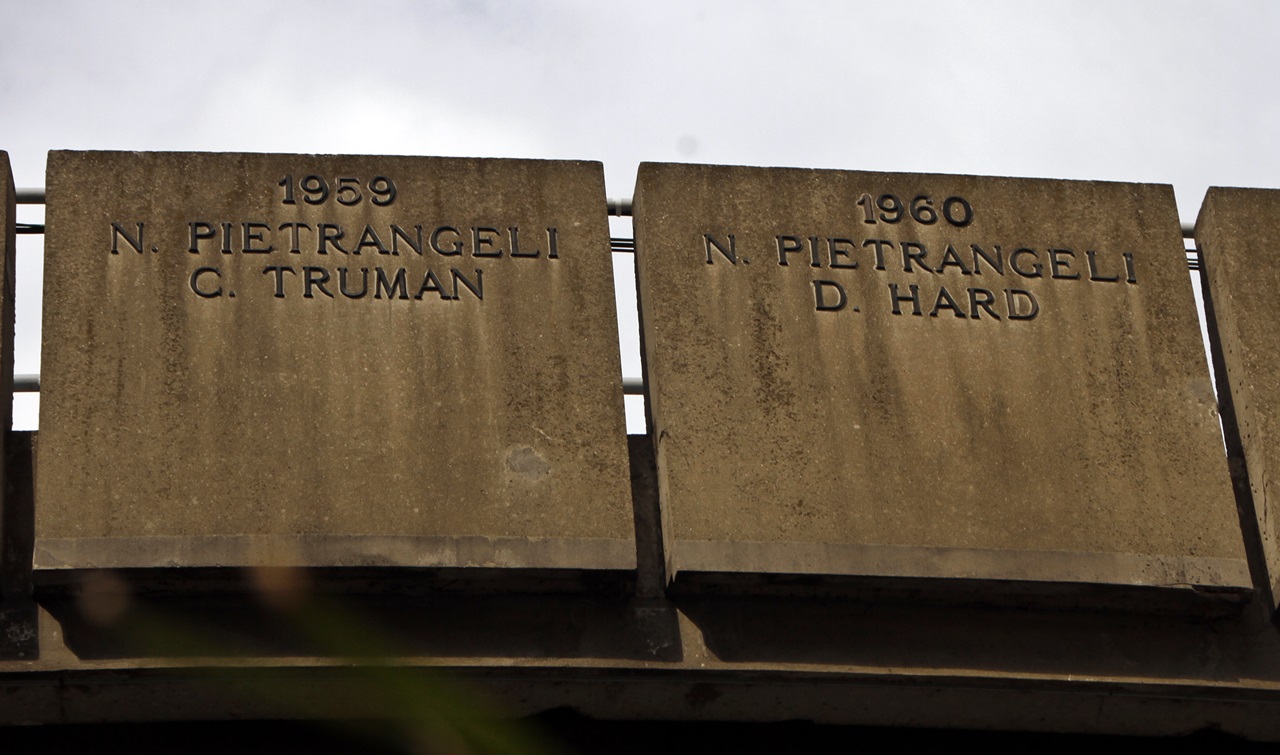 1959
N. PIETRANGELI
C. TRUMAN
1960
N. PIETRANGELI
D. HARD